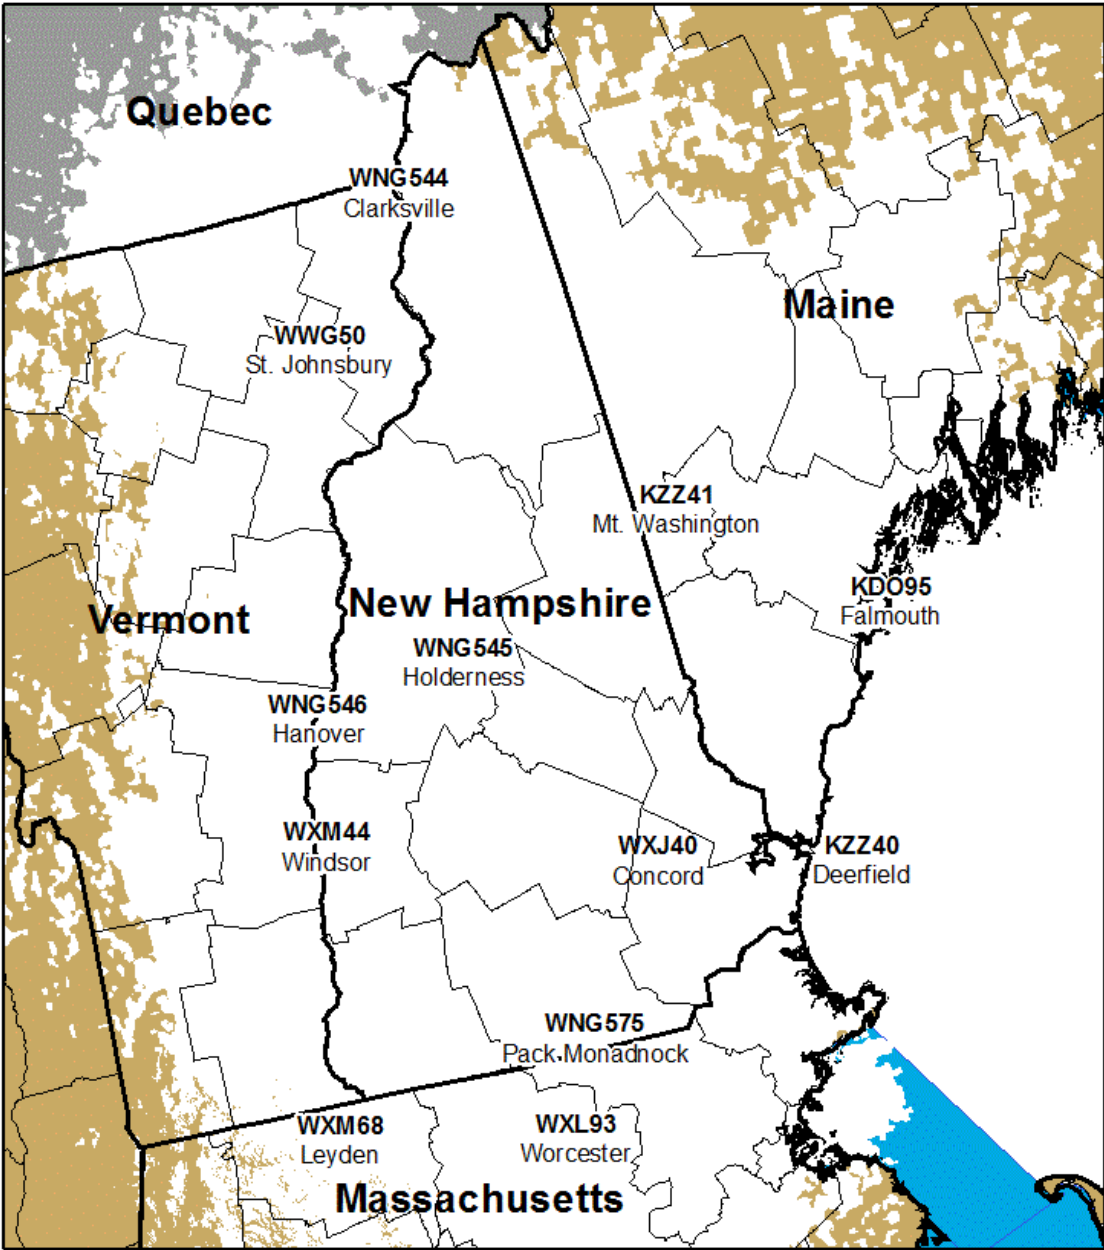 Quebec
WNG544
Clarksville
Maine
WWG50
St. Johnsbury
KZZ41
Mt. Washington
KDO95
Falmouth
New Hampshire
Vermont
WNG545
Holderness
WNG546
Hanover
WXM44
Windsor
WXJ40
Concord
KZZ40
Deerfield
WNG575
Pack Monadnock
WXM68
Leyden
WXL93
Worcester
Massachusetts